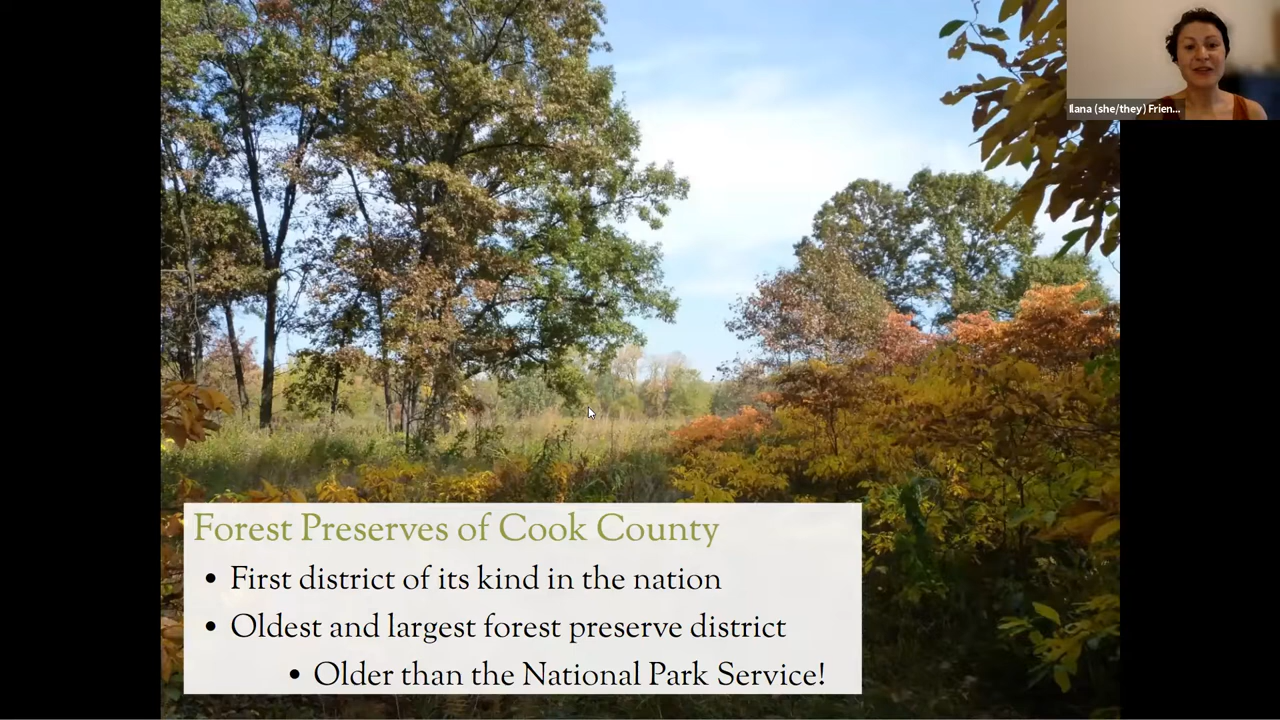 Ilana (she/they) Frien...
Forest Preserves of Cook County
• First district of its kind in the nation
• Oldest and largest forest preserve district
• Older than the National Park Service!